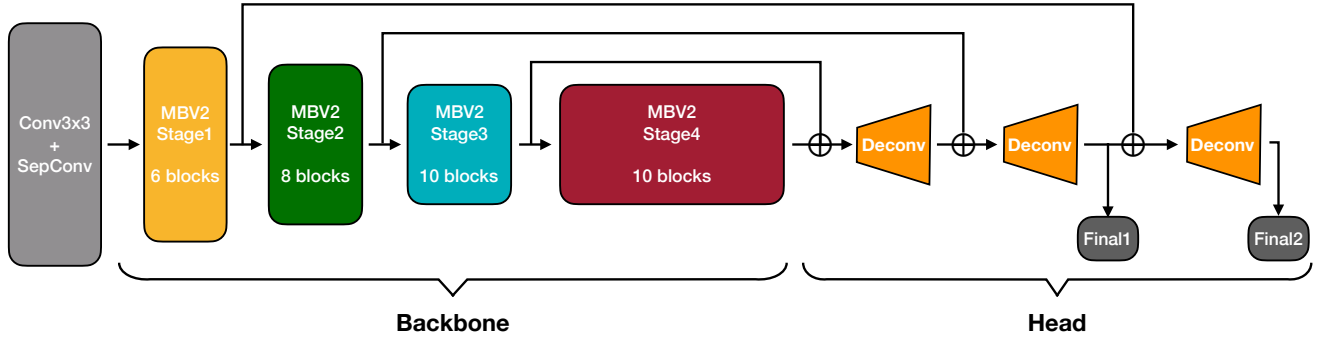 Conv3x3
+
SepConv
MBV2
Stage1
6 blocks
MBV2
Stage2
8 blocks
MBV2
Stage3
10 blocks
MBV2
Stage4
10 blocks
Deconv
Deconv
Deconv
Final1
Final2
Backbone
Head